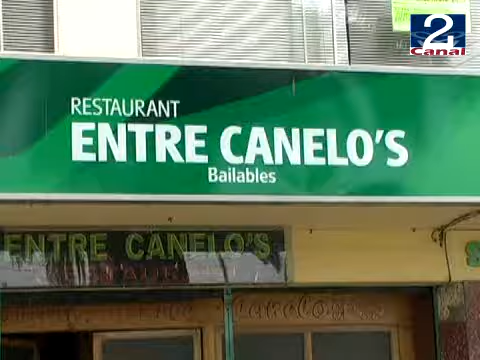 2
Canal
RESTAURANT
ENTRE CANELO'S
Bailables
ENTRE CANELO'S